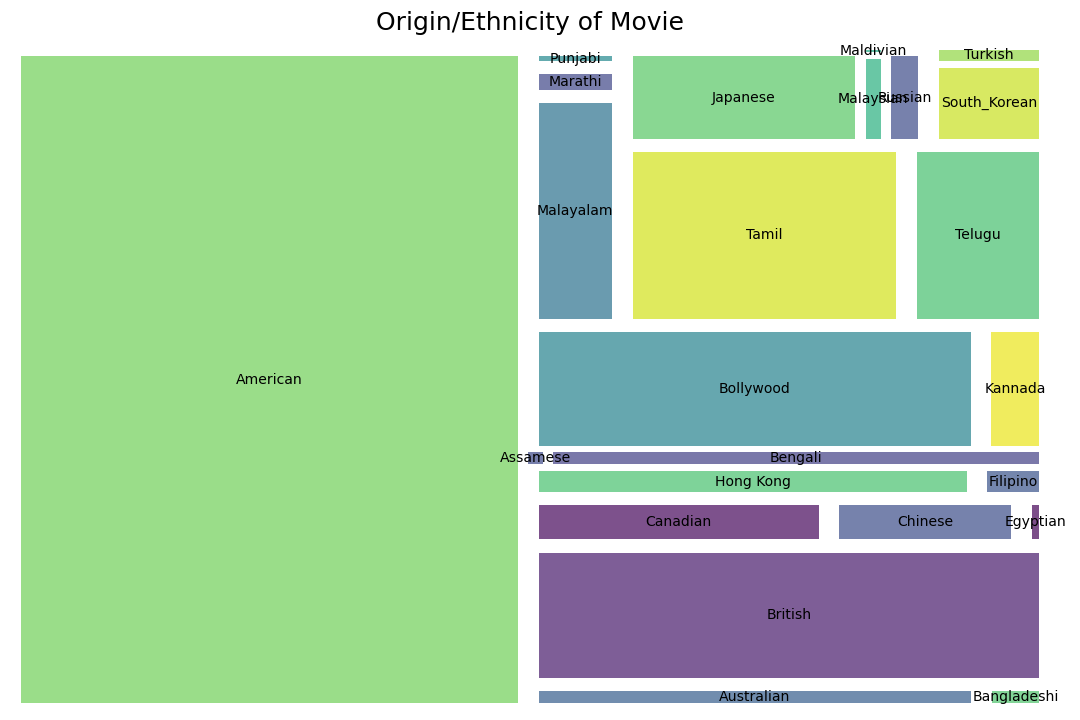 Origin/Ethnicity of Movie
American
Punjabi
Marathi
Malayalam
Japanese
Maldivian
Malaysian
Russian
Turkish
South_Korean
Tamil
Telugu
Bollywood
Kannada
Assamese
Bengali
Hong Kong
Filipino
Canadian
Chinese
Egyptian
British
Australian
Bangladeshi